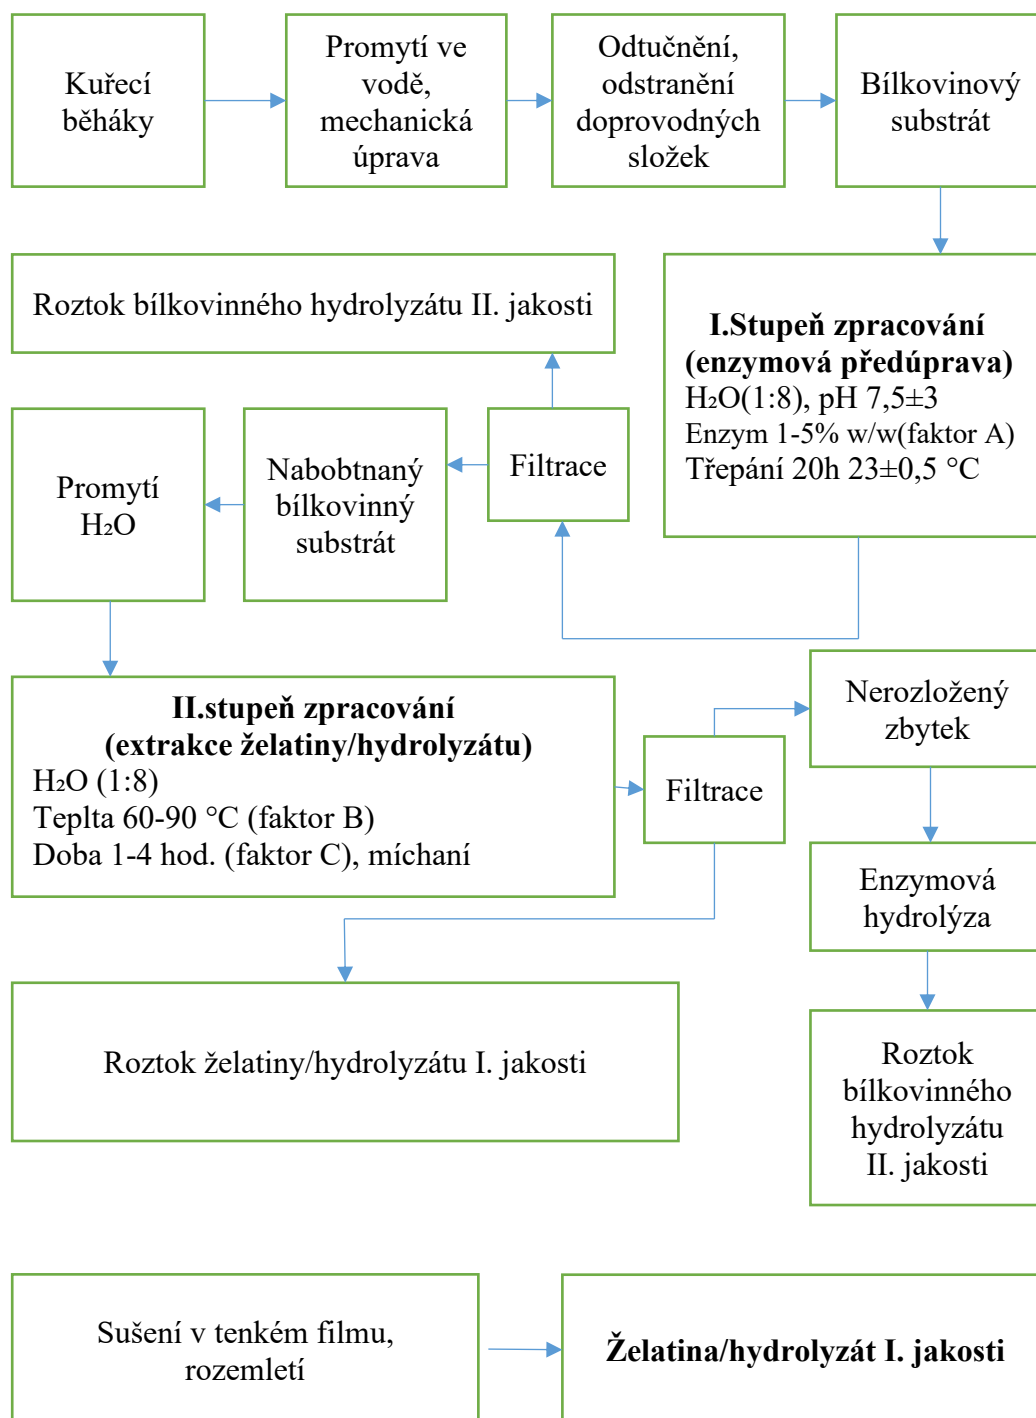 Kuřecí
běháky
Promytí ve
vodě,
mechanická
úprava
Odtučnění,
odstranění
doprovodných
složek
Bílkovinový
substrát
Roztok bílkovinného hydrolyzátu II. jakosti
I.Stupeň zpracování
(enzymová předúprava)
H₂O(1:8), pH 7,5±3
Enzym 1-5% w/w(faktor A)
Třepání 20h 23±0,5 °C
Filtrace
Nabobtnaný
bílkovinný
substrát
Promytí
H₂O
II.stupeň zpracování
(extrakce želatiny/hydrolyzátu)
H₂O (1:8)
Teplta 60-90 °C (faktor B)
Doba 1-4 hod. (faktor C), míchaní
Filtrace
Nerozložený
zbytek
Enzymová
hydrolýza
Roztok
bílkovinného
hydrolyzátu
II. jakosti
Roztok želatiny/hydrolyzátu I. jakosti
Sušení v tenkém filmu,
rozemletí
Želatina/hydrolyzát I. jakosti